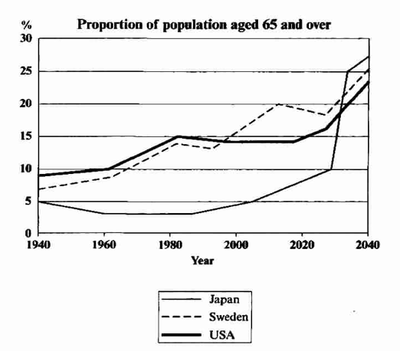 % Proportion of population aged 65 and over
30
25
20
15
10
5
0
1940 1960 1980 2000 2020 2040
Year
Japan
Sweden
USA